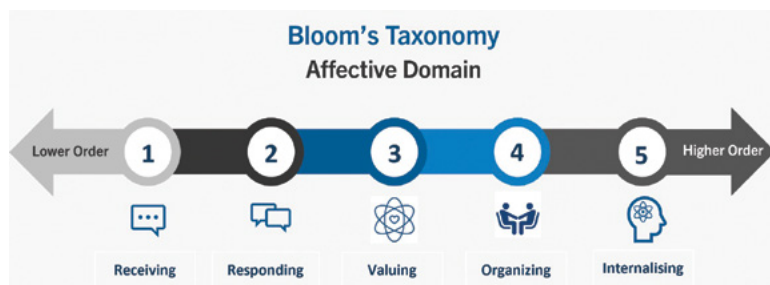 Bloom's Taxonomy
Affective Domain
Lower Order 1 2 3 4 5 Higher Order
Receiving Responding Valuing Organizing Internalising